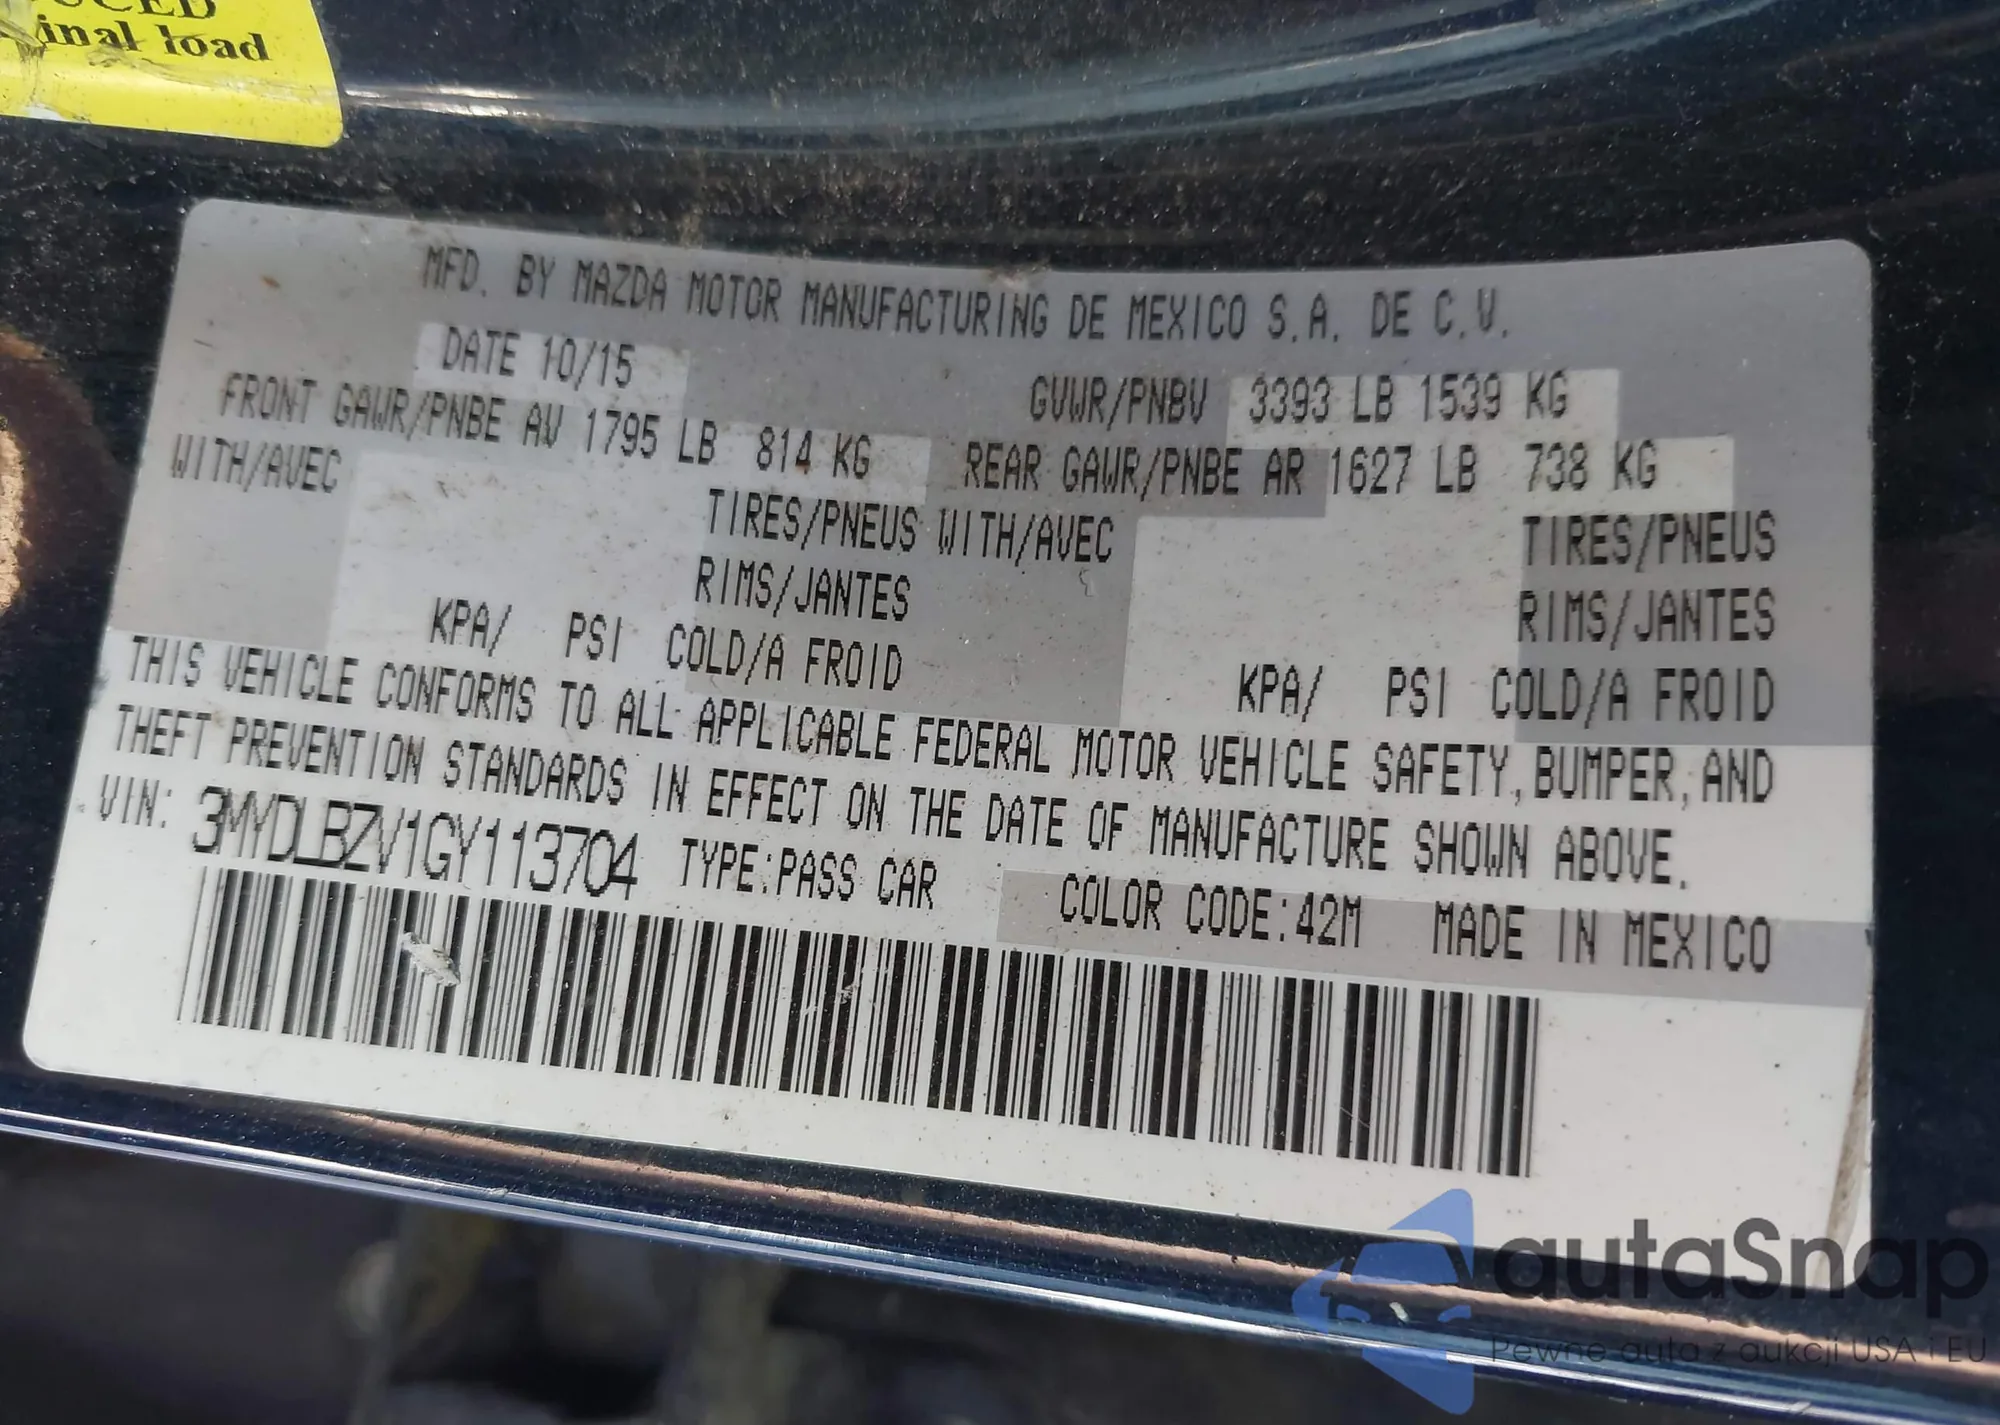 UCED
inal load
MFD. BY MAZDA MOTOR MANUFACTURING DE MEXICO S.A. DE C.V.
DATE 10/15 GVWR/PNBV 3393 LB 1539 KG
FRONT GAWR/PNBE AV 1795 LB 814 KG REAR GAWR/PNBE AR 1627 LB 738 KG
WITH/AVEC TIRES/PNEUS WITH/AVEC TIRES/PNEUS
RIMS/JANTES RIMS/JANTES
KPA/ PSI COLD/A FROID KPA/ PSI COLD/A FROID
THIS VEHICLE CONFORMS TO ALL APPLICABLE FEDERAL MOTOR VEHICLE SAFETY, BUMPER, AND
THEFT PREVENTION STANDARDS IN EFFECT ON THE DATE OF MANUFACTURE SHOWN ABOVE.
VIN: 3MYDLBZV1GY113704 TYPE:PASS CAR COLOR CODE:42M MADE IN MEXICO
autaSnap
Pewne auta z aukcji USA i EU